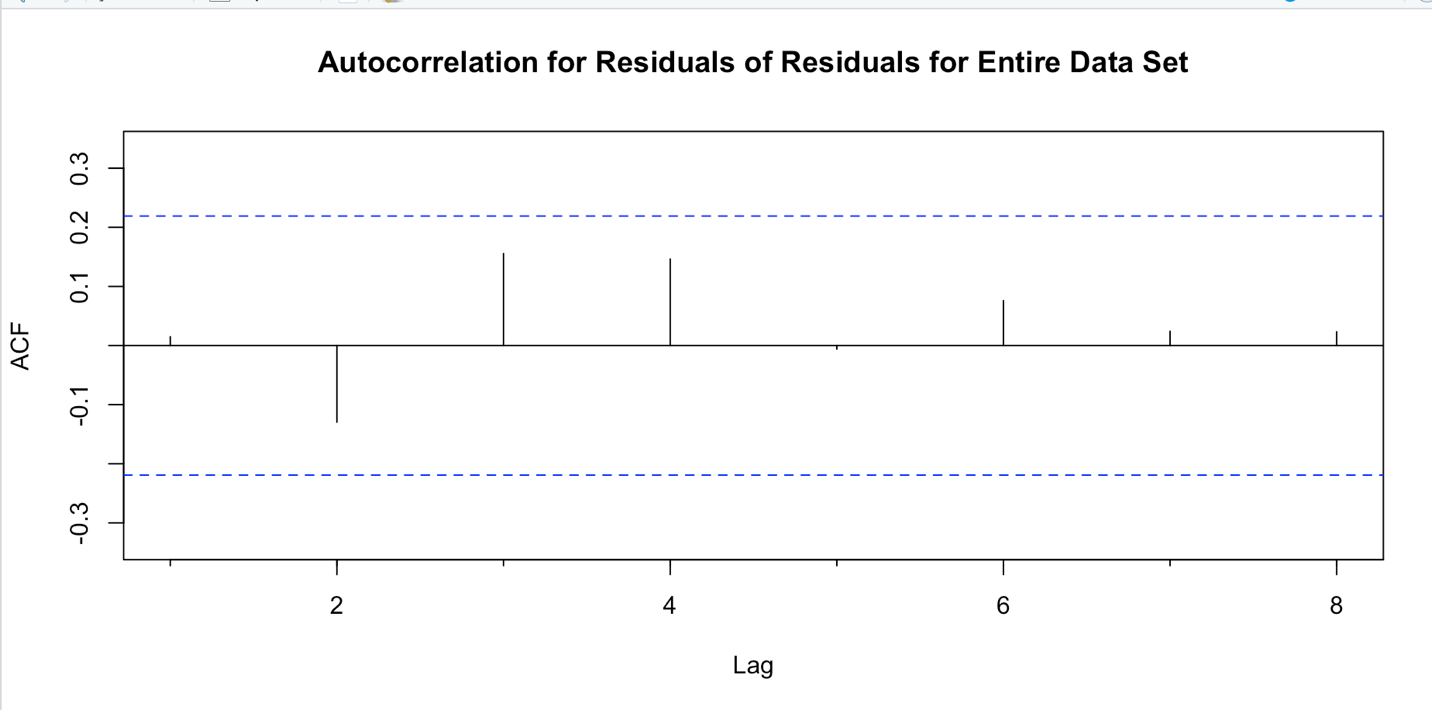 Autocorrelation for Residuals of Residuals for Entire Data Set
0.3
0.2
0.1
-0.1
-0.3
ACF
2 4 6 8
Lag